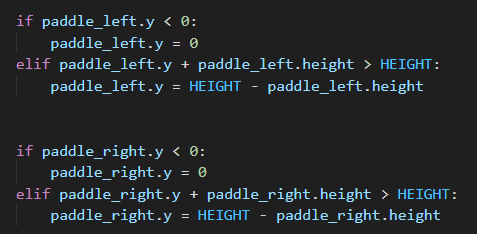 if paddle_left.y < 0:
    paddle_left.y = 0
elif paddle_left.y + paddle_left.height > HEIGHT:
    paddle_left.y = HEIGHT - paddle_left.height
if paddle_right.y < 0:
    paddle_right.y = 0
elif paddle_right.y + paddle_right.height > HEIGHT:
    paddle_right.y = HEIGHT - paddle_right.height